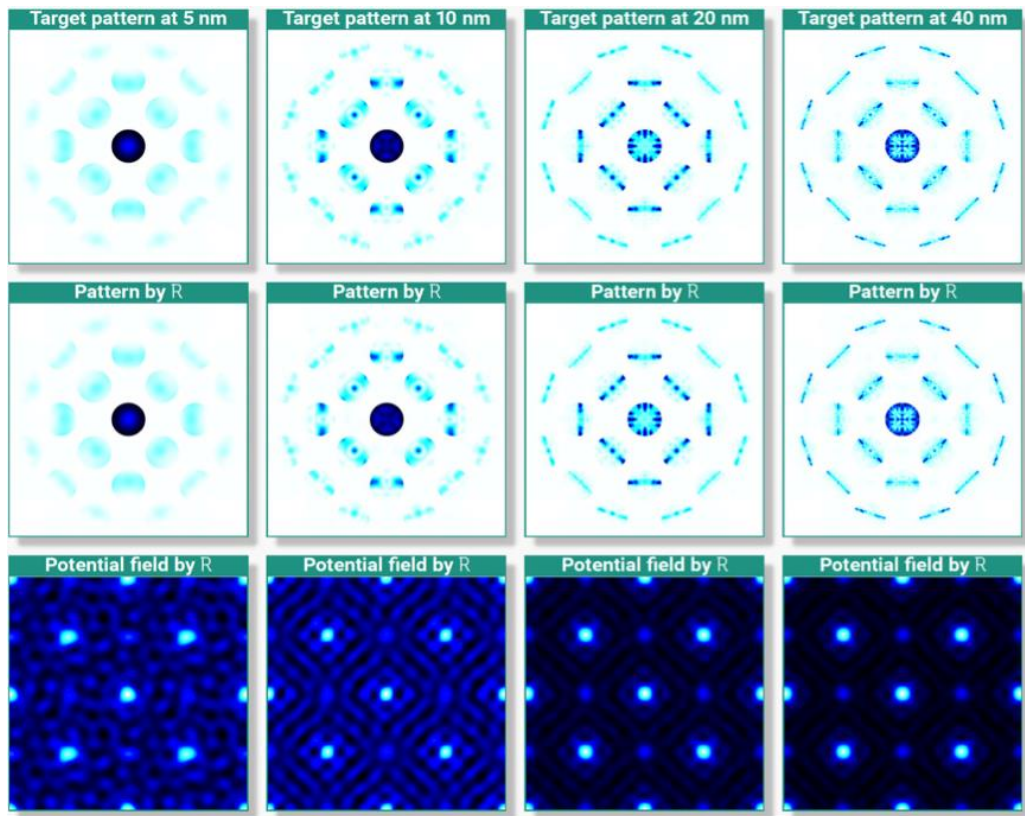 Target pattern at 5 nm
Target pattern at 10 nm
Target pattern at 20 nm
Target pattern at 40 nm
Pattern by R
Pattern by R
Pattern by R
Pattern by R
Potential field by R
Potential field by R
Potential field by R
Potential field by R